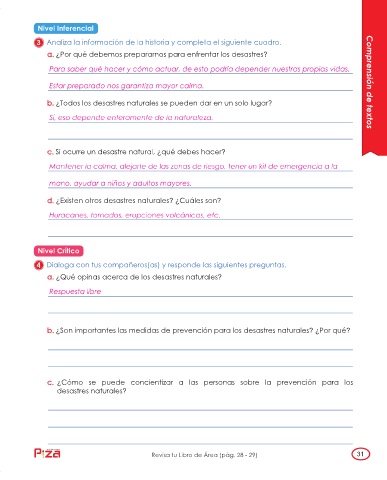 Nivel Inferencial
3 Analiza la información de la historia y completa el siguiente cuadro.
a. ¿Por qué debemos prepararnos para enfrentar los desastres?
Para saber qué hacer y cómo actuar, de esto podría depender nuestras propias vidas.
Estar preparado nos garantiza mayor calma.
b. ¿Todos los desastres naturales se pueden dar en un solo lugar?
Si, eso depende enteramente de la naturaleza.
c. Si ocurre un desastre natural, ¿qué debes hacer?
Mantener la calma, alejarte de las zonas de riesgo, tener un kit de emergencia a la
mano, ayudar a niños y adultos mayores.
d. ¿Existen otros desastres naturales? ¿Cuáles son?
Huracanes, tornados, erupciones volcánicas, etc.
Nivel Crítico
4 Dialoga con tus compañeros(as) y responde las siguientes preguntas.
a. ¿Qué opinas acerca de los desastres naturales?
Respuesta libre
b. ¿Son importantes las medidas de prevención para los desastres naturales? ¿Por qué?
c. ¿Cómo se puede concientizar a las personas sobre la prevención para los
desastres naturales?
Revisa tu Libro de Área (pág. 28 - 29)
31
Comprensión de textos